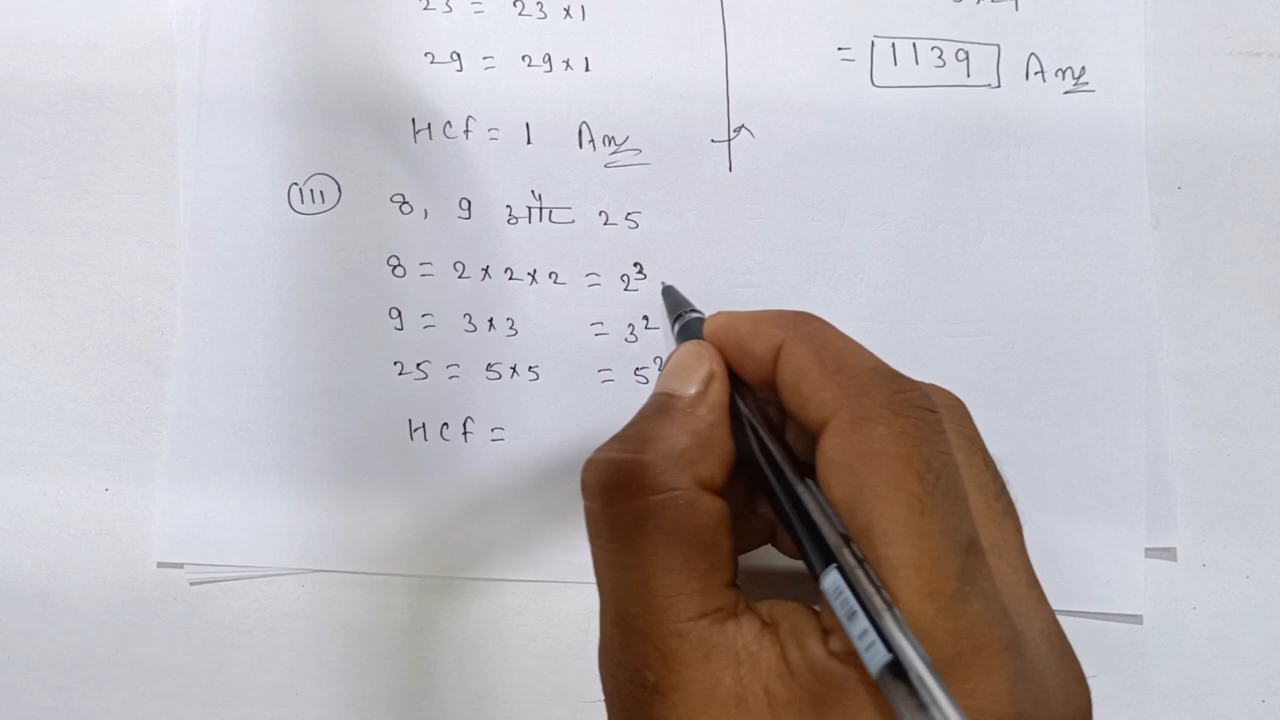 23 = 23 × 1
29 = 29 × 1
= 1139 Ans
HCF = 1 Ans
(III) 8, 9 और 25
8 = 2 × 2 × 2 = 2³
9 = 3 × 3 = 3²
25 = 5 × 5 = 5²
HCF =